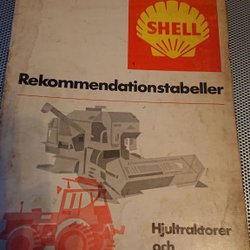 SHELL
Rekommendationstabeller
Hjultraktorer
och